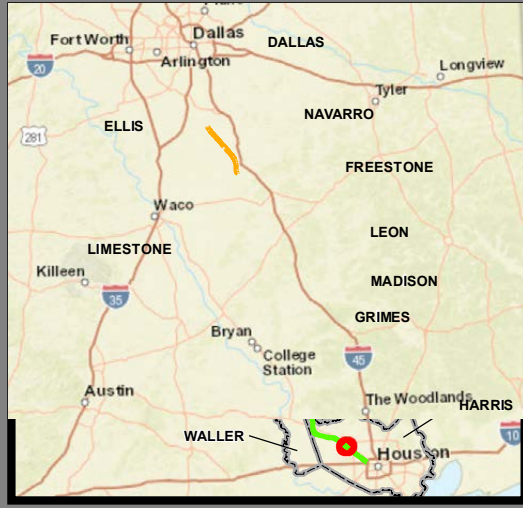 Dallas
Fort Worth
DALLAS
Arlington
20
Longview
Tyler
NAVARRO
ELLIS
281
FREESTONE
Waco
LEON
LIMESTONE
Killeen
MADISON
35
GRIMES
Bryan
College
Station
45
Austin
The Woodlands
HARRIS
WALLER
10
Houston